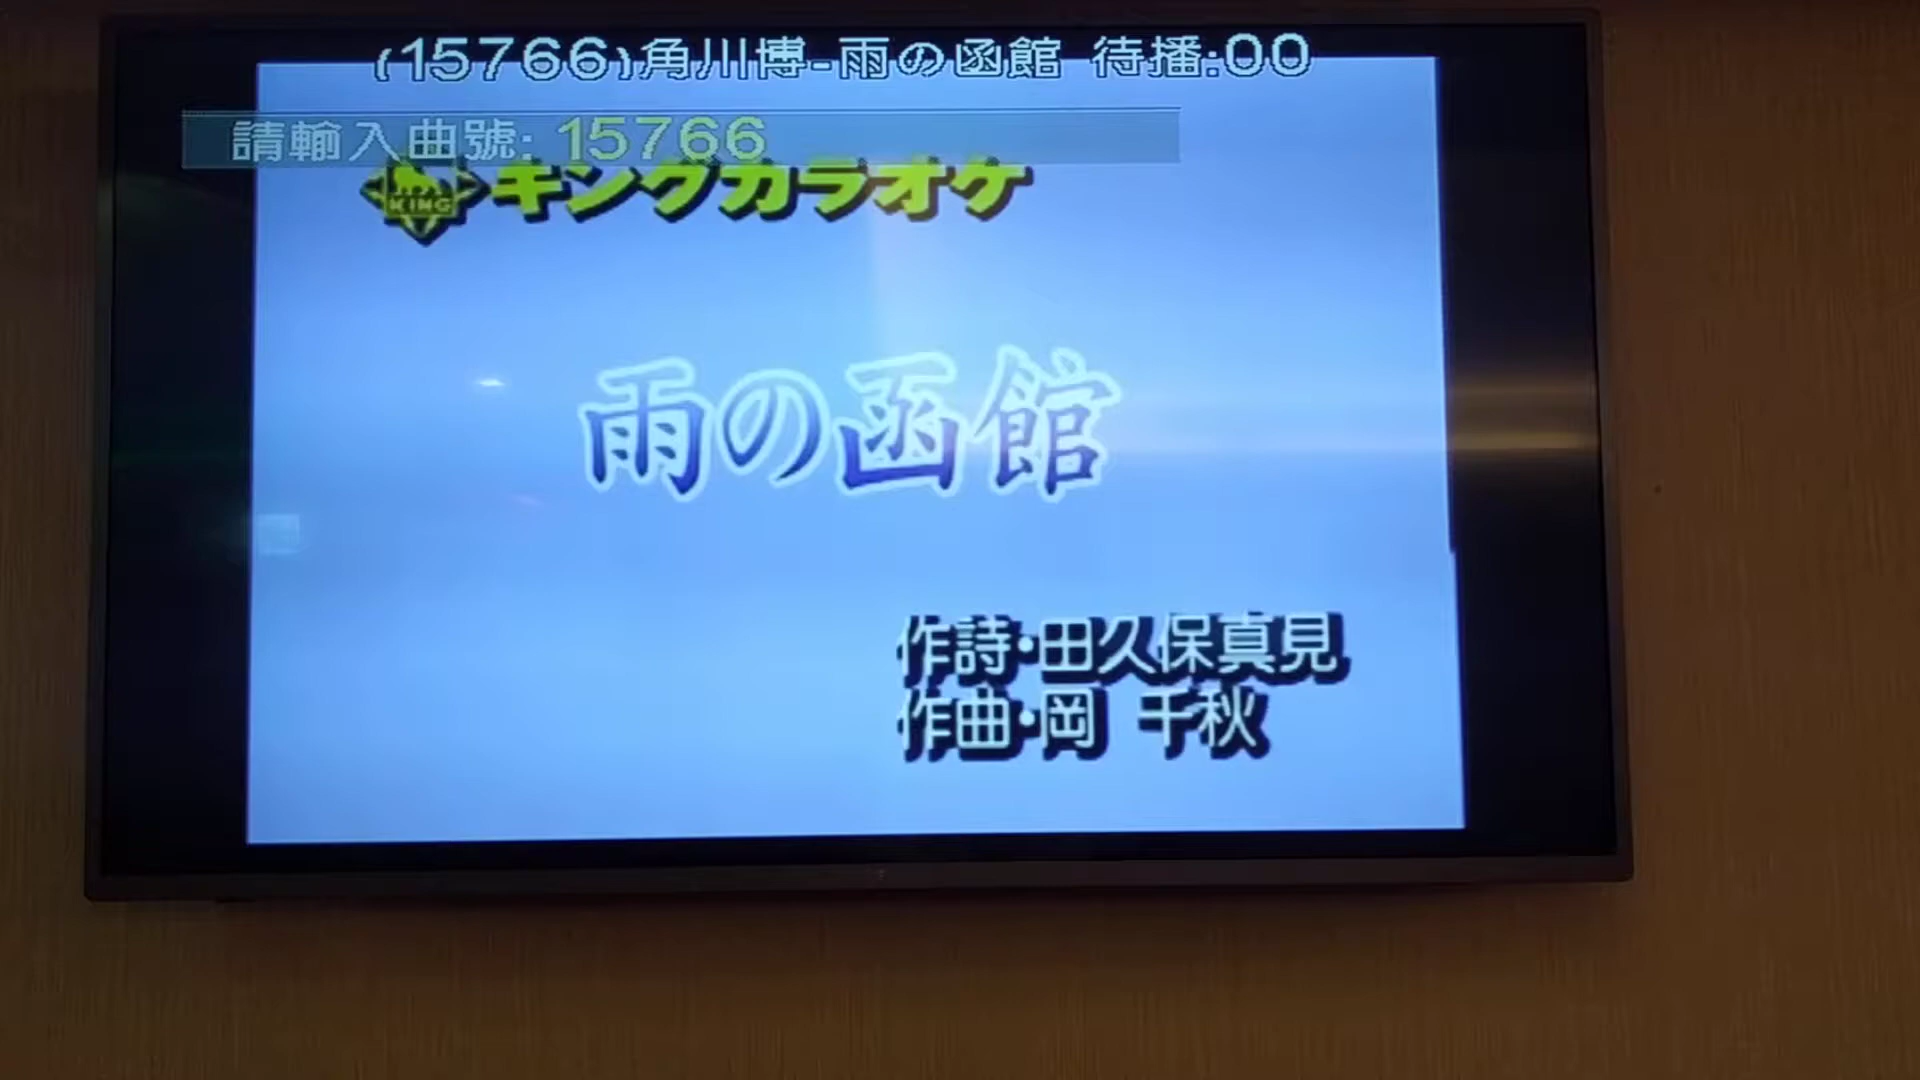 (15766)角川博-雨の函館 待播:00
請輸入曲號: 15766
KING キングカラオケ
雨の函館
作詩・田久保真見
作曲・岡 千秋